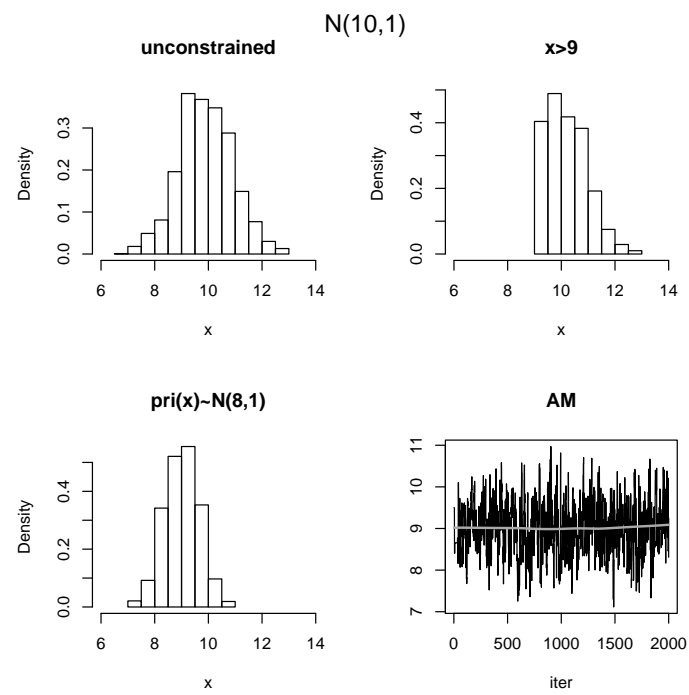 N(10,1)
unconstrained
Density
0.0 0.1 0.2 0.3
6 8 10 12 14
x
x>9
Density
0.0 0.2 0.4
6 8 10 12 14
x
pri(x)~N(8,1)
Density
0.0 0.2 0.4
6 8 10 12 14
x
AM
7 8 9 10 11
0 500 1000 1500 2000
iter